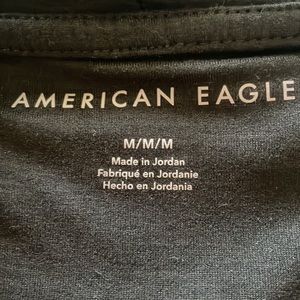 AMERICAN EAGLE
M/M/M
Made in Jordan
Fabriqué en Jordanie
Hecho en Jordania